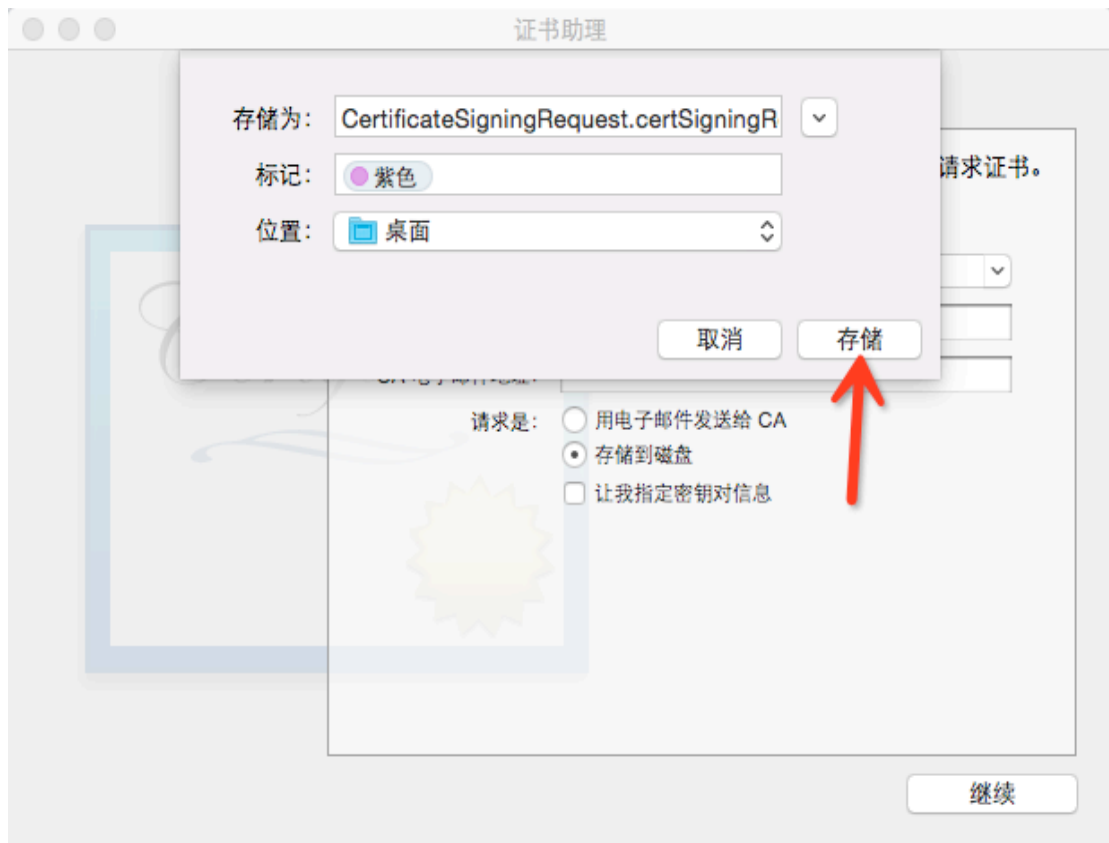 证书助理
存储为: CertificateSigningRequest.certSigningR
标记: 紫色
请求证书。
位置: 桌面
取消 存储
请求是: 用电子邮件发送给 CA
存储到磁盘
让我指定密钥对信息
继续